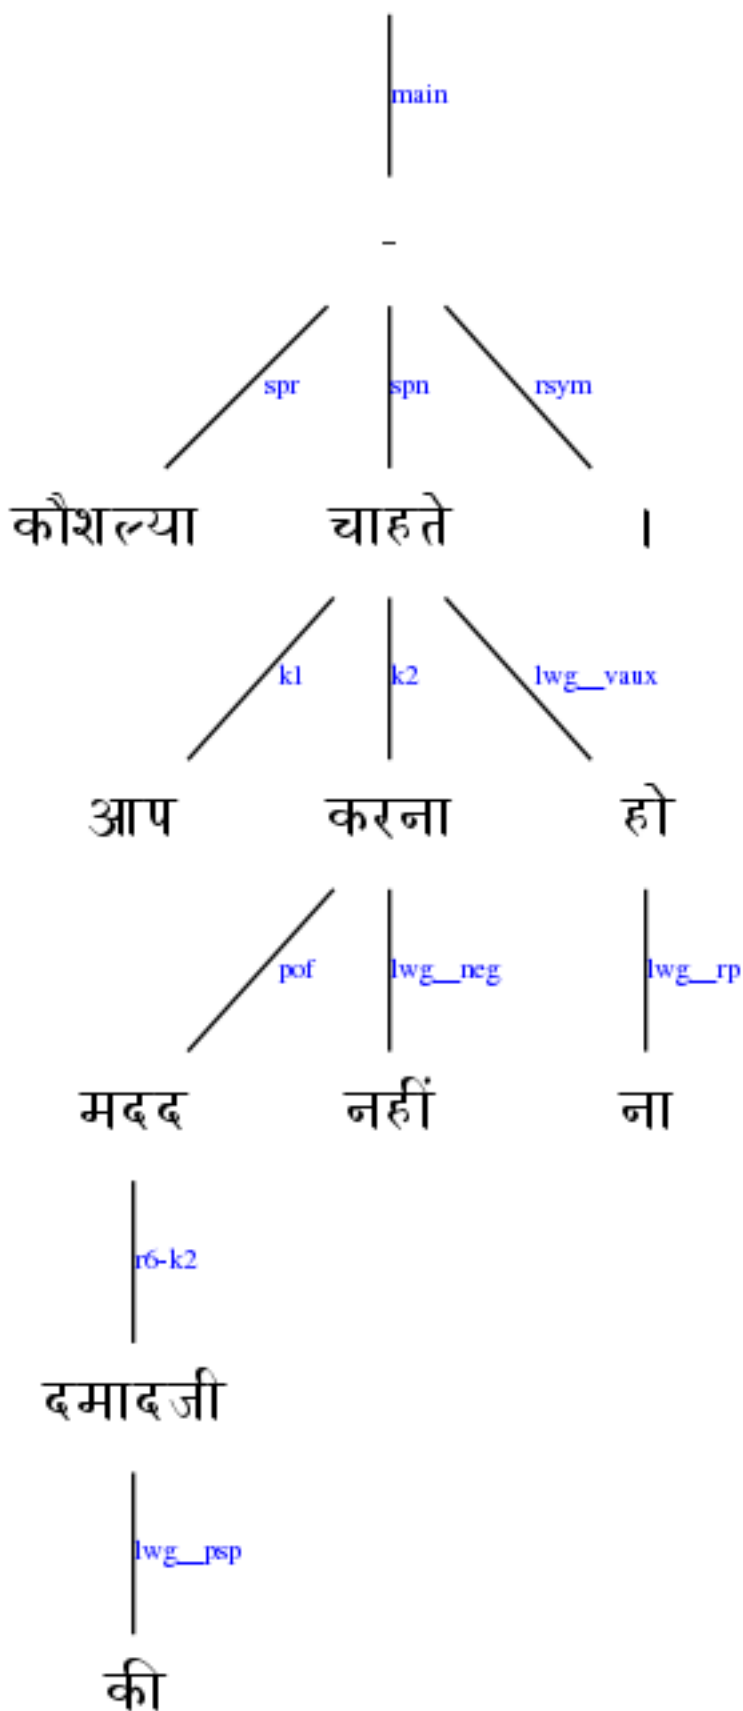 main
-
spr spn rsym
कौशल्या चाहते ।
k1 k2 lwg__vaux
आप करना हो
pof lwg__neg lwg__rp
मदद नहीं ना
r6-k2
दमादजी
lwg__psp
की